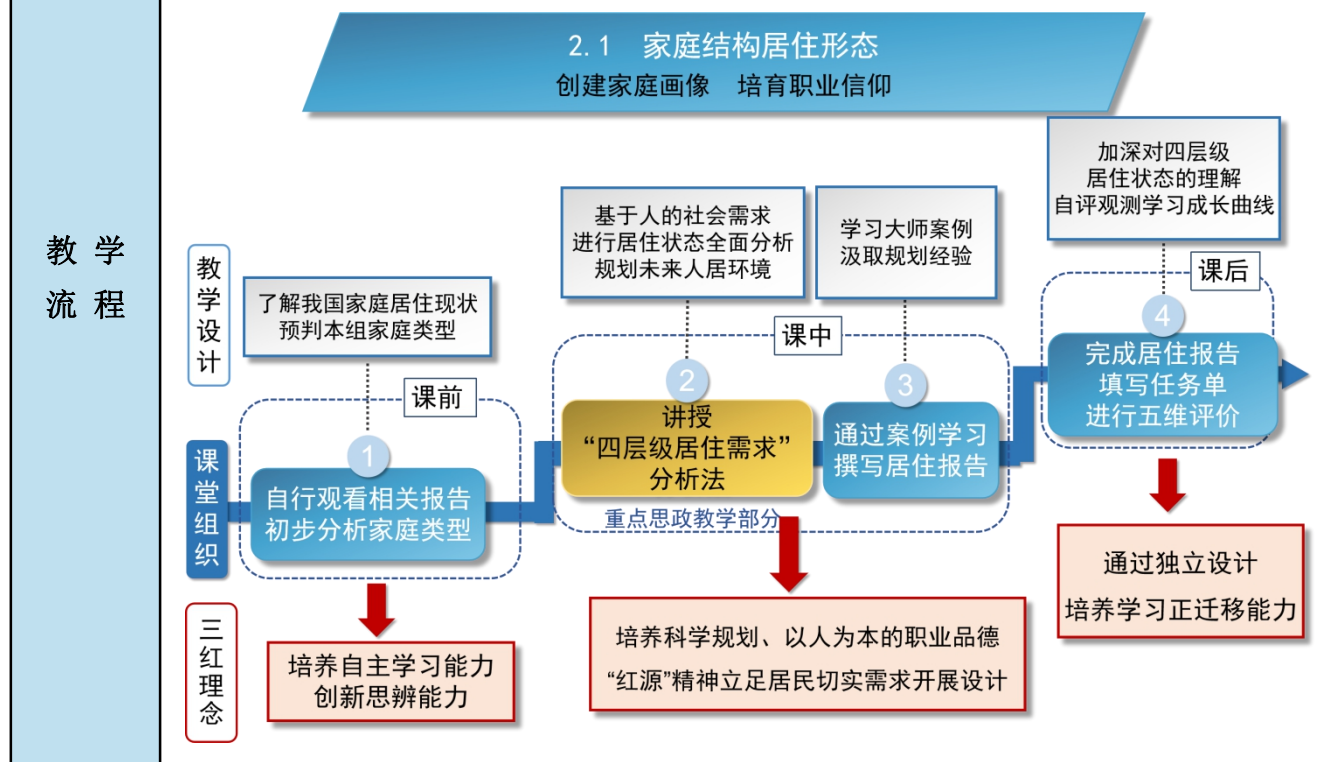 教 学
流 程
2.1 家庭结构居住形态
创建家庭画像 培育职业信仰
教
学
设
计
了解我国家庭居住现状
预判本组家庭类型
基于人的社会需求
进行居住状态全面分析
规划未来人居环境
学习大师案例
汲取规划经验
加深对四层级
居住状态的理解
自评观测学习成长曲线
课
堂
组
织
课前
1
自行观看相关报告
初步分析家庭类型
课中
2
讲授
“四层级居住需求”
分析法
重点思政教学部分
3
通过案例学习
撰写居住报告
课后
4
完成居住报告
填写任务单
进行五维评价
三
红
理
念
培养自主学习能力
创新思辨能力
培养科学规划、以人为本的职业品德
“红源”精神立足居民切实需求开展设计
通过独立设计
培养学习正迁移能力